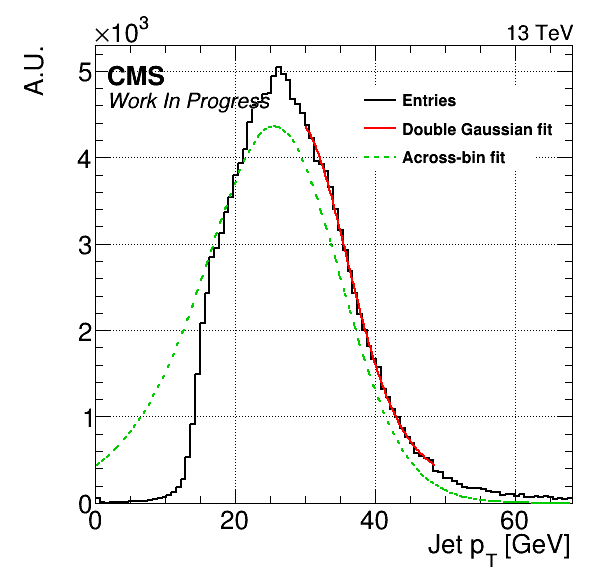 ×10³
13 TeV
A.U.
CMS
Work In Progress
Entries
Double Gaussian fit
Across-bin fit
5
4
3
2
1
0
0 20 40 60
Jet p_T [GeV]